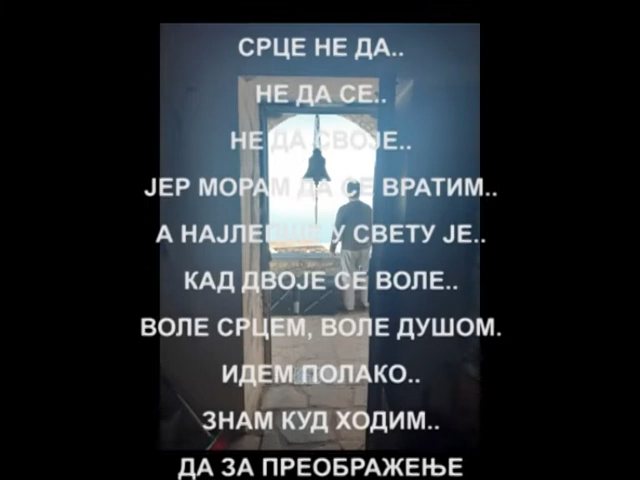 СРЦЕ НЕ ДА..
НЕ ДА СЕ..
НЕ ДА СВОЈЕ..
ЈЕР МОРАМ ДА СЕ ВРАТИМ..
А НАЈЛЕПШЕ У СВЕТУ ЈЕ..
КАД ДВОЈЕ СЕ ВОЛЕ..
ВОЛЕ СРЦЕМ, ВОЛЕ ДУШОМ.
ИДЕМ ПОЛАКО..
ЗНАМ КУД ХОДИМ..
ДА ЗА ПРЕОБРАЖЕЊЕ